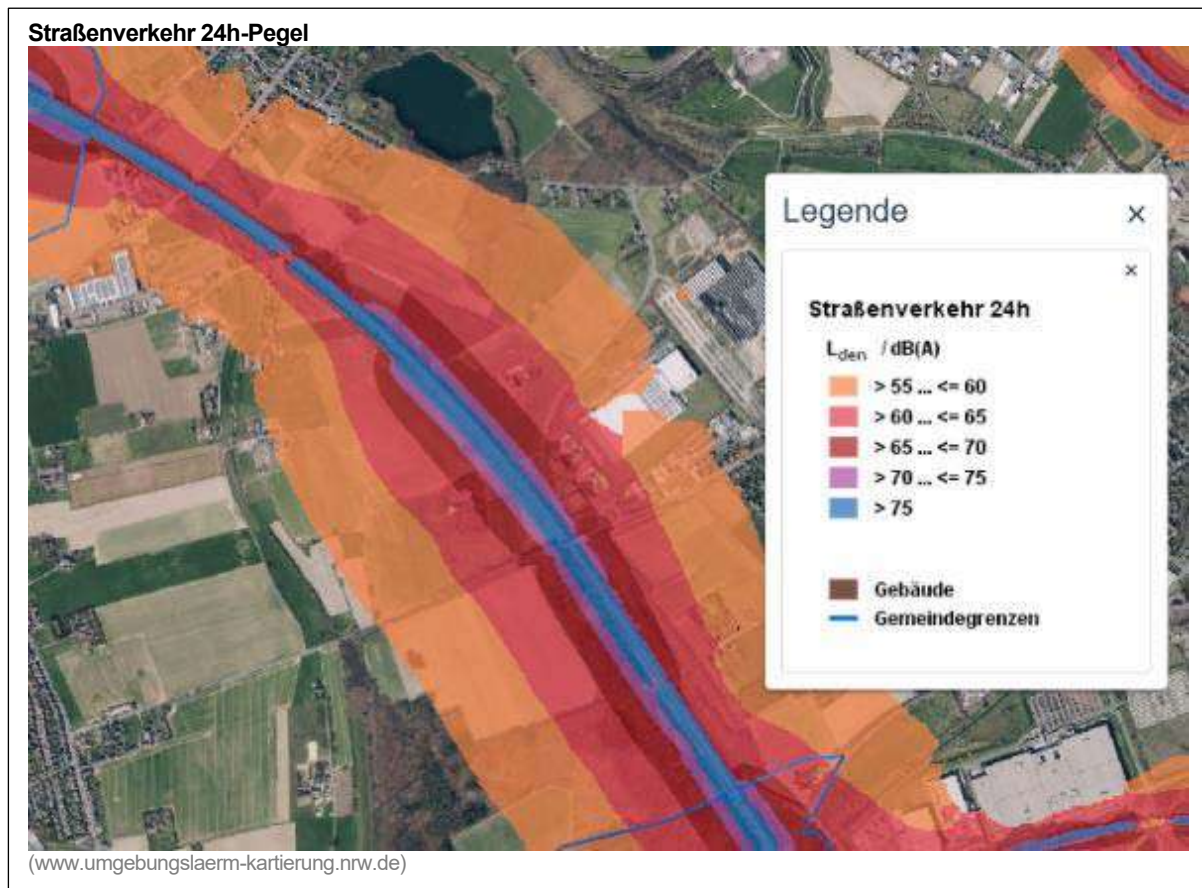 Straßenverkehr 24h-Pegel
Legende ×
×
Straßenverkehr 24h
Lden / dB(A)
> 55 ... <= 60
> 60 ... <= 65
> 65 ... <= 70
> 70 ... <= 75
> 75
Gebäude
Gemeindegrenzen
(www.umgebungslaerm-kartierung.nrw.de)